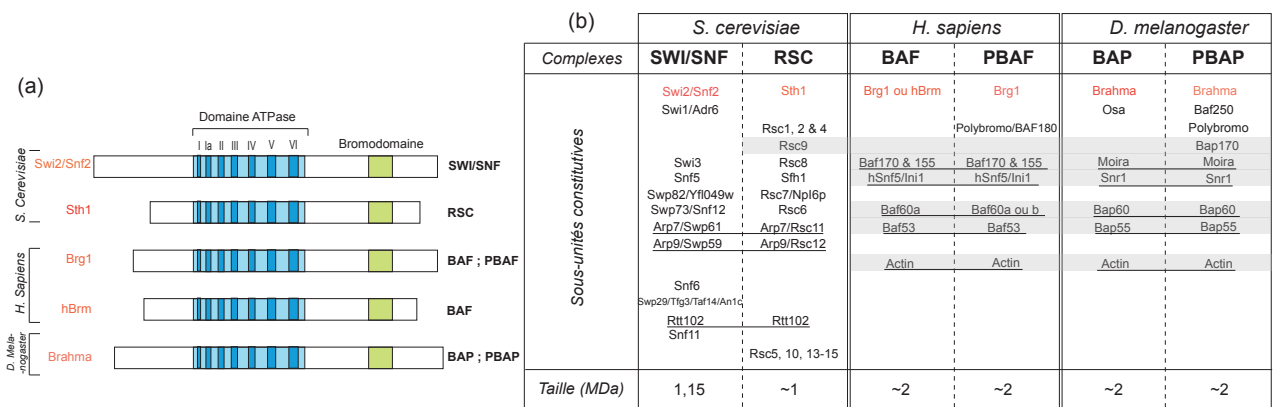 (a)
Domaine ATPase
I Ia II III IV V VI
Bromodomaine
S. Cerevisiae
Swi2/Snf2
SWI/SNF
Sth1
RSC
H. Sapiens
Brg1
BAF ; PBAF
hBrm
BAF
D. Mela-
nogaster
Brahma
BAP ; PBAP
(b)
S. cerevisiae H. sapiens D. melanogaster
Complexes SWI/SNF RSC BAF PBAF BAP PBAP
Sous-unités constitutives
Swi2/Snf2 Sth1 Brg1 ou hBrm Brg1 Brahma Brahma
Swi1/Adr6 Osa Baf250
Rsc1, 2 & 4 Polybromo/BAF180 Polybromo
Rsc9 Bap170
Swi3 Rsc8 Baf170 & 155 Baf170 & 155 Moira Moira
Snf5 Sfh1 hSnf5/Ini1 hSnf5/Ini1 Snr1 Snr1
Swp82/Yfl049w Rsc7/Npl6p
Swp73/Snf12 Rsc6 Baf60a Baf60a ou b Bap60 Bap60
Arp7/Swp61 Arp7/Rsc11 Baf53 Baf53 Bap55 Bap55
Arp9/Swp59 Arp9/Rsc12
Actin Actin Actin Actin
Snf6
Swp29/Tfg3/Taf14/An1c
Rtt102 Rtt102
Snf11
Rsc5, 10, 13-15
Taille (MDa) 1,15 ~1 ~2 ~2 ~2 ~2